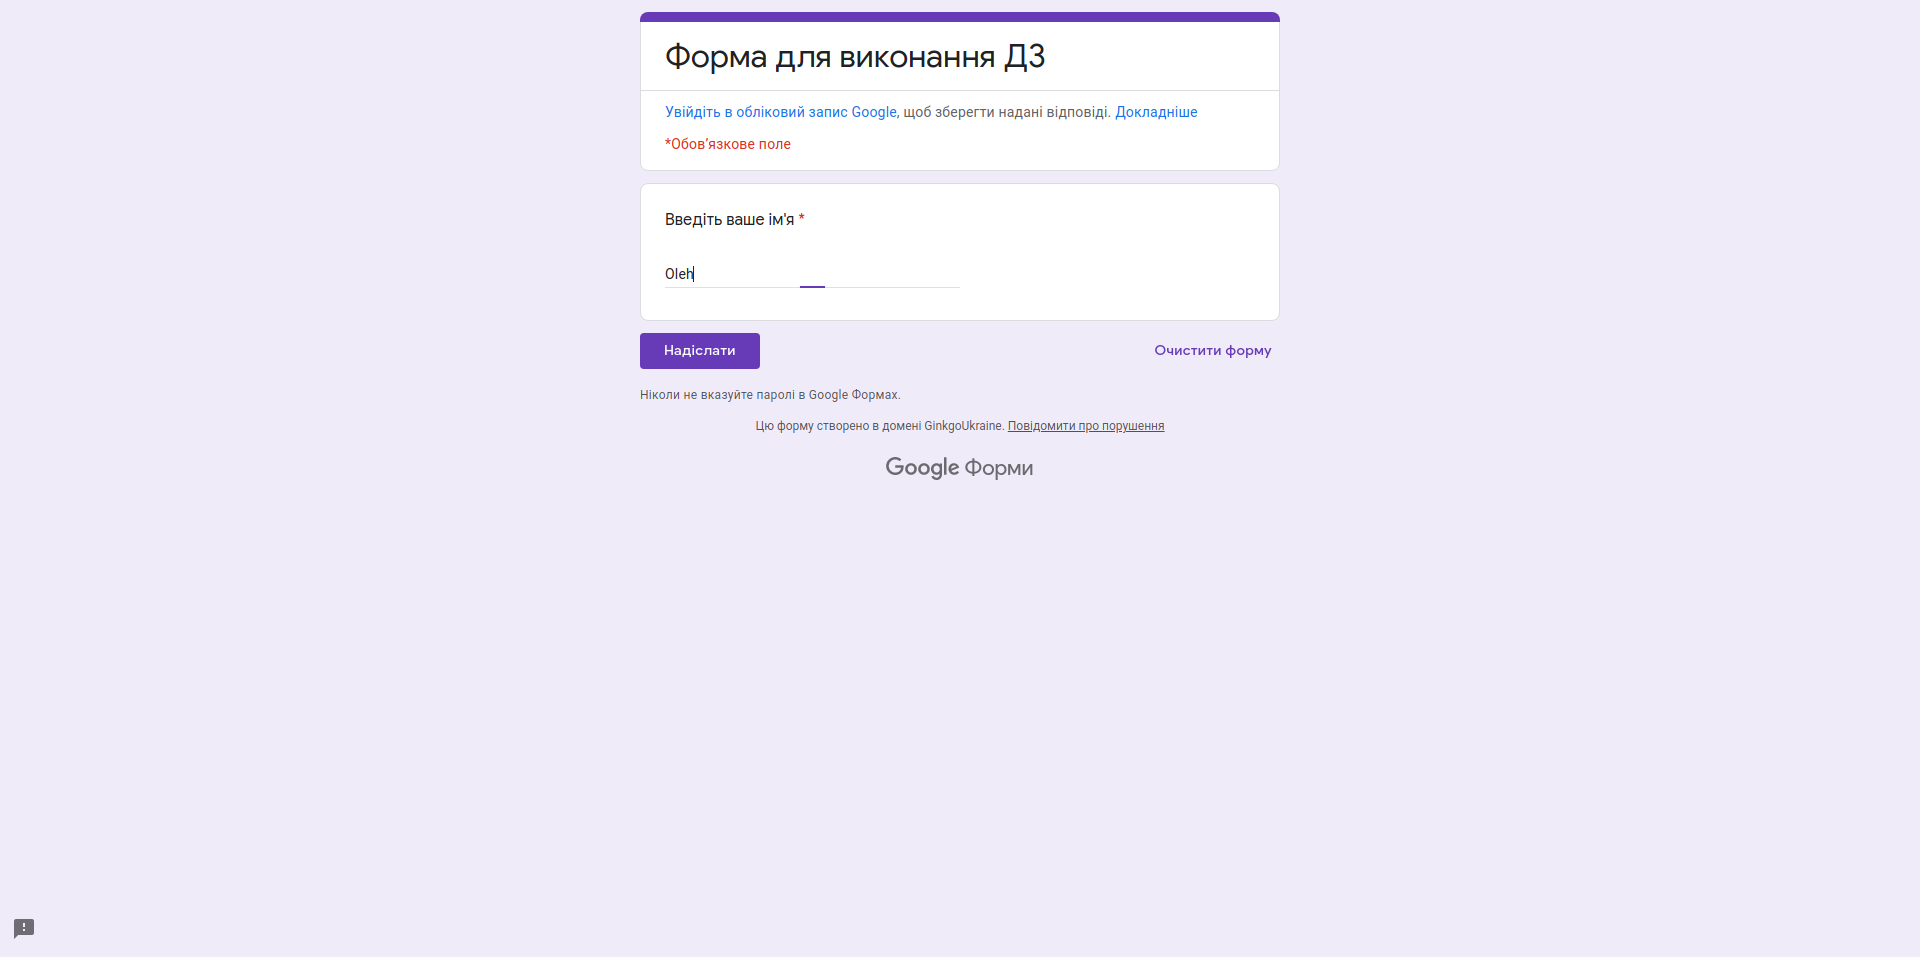 Форма для виконання ДЗ
Увійдіть в обліковий запис Google, щоб зберегти надані відповіді. Докладніше
*Обов’язкове поле
Введіть ваше ім'я *
Oleh
Надіслати
Очистити форму
Ніколи не вказуйте паролі в Google Формах.
Цю форму створено в домені GinkgoUkraine. Повідомити про порушення
Google Форми